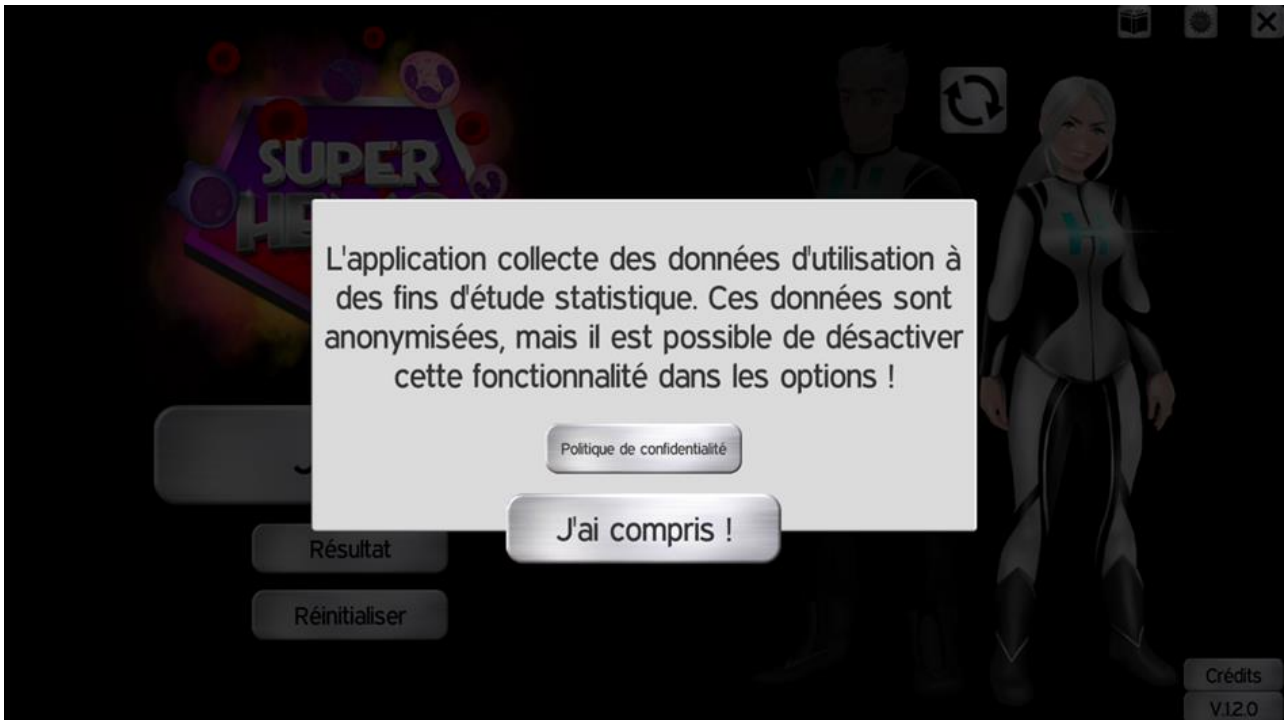 SUPER
L'application collecte des données d'utilisation à
des fins d'étude statistique. Ces données sont
anonymisées, mais il est possible de désactiver
cette fonctionnalité dans les options !
Politique de confidentialité
J'ai compris !
Résultat
Réinitialiser
Crédits
V.1.2.0